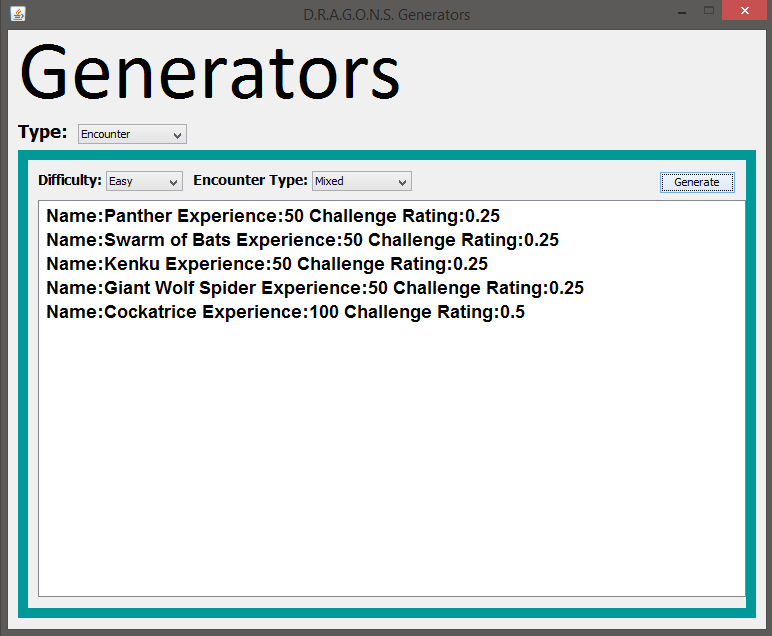 D.R.A.G.O.N.S. Generators
Generators
Type: Encounter
Difficulty: Easy Encounter Type: Mixed Generate
Name:Panther Experience:50 Challenge Rating:0.25
Name:Swarm of Bats Experience:50 Challenge Rating:0.25
Name:Kenku Experience:50 Challenge Rating:0.25
Name:Giant Wolf Spider Experience:50 Challenge Rating:0.25
Name:Cockatrice Experience:100 Challenge Rating:0.5